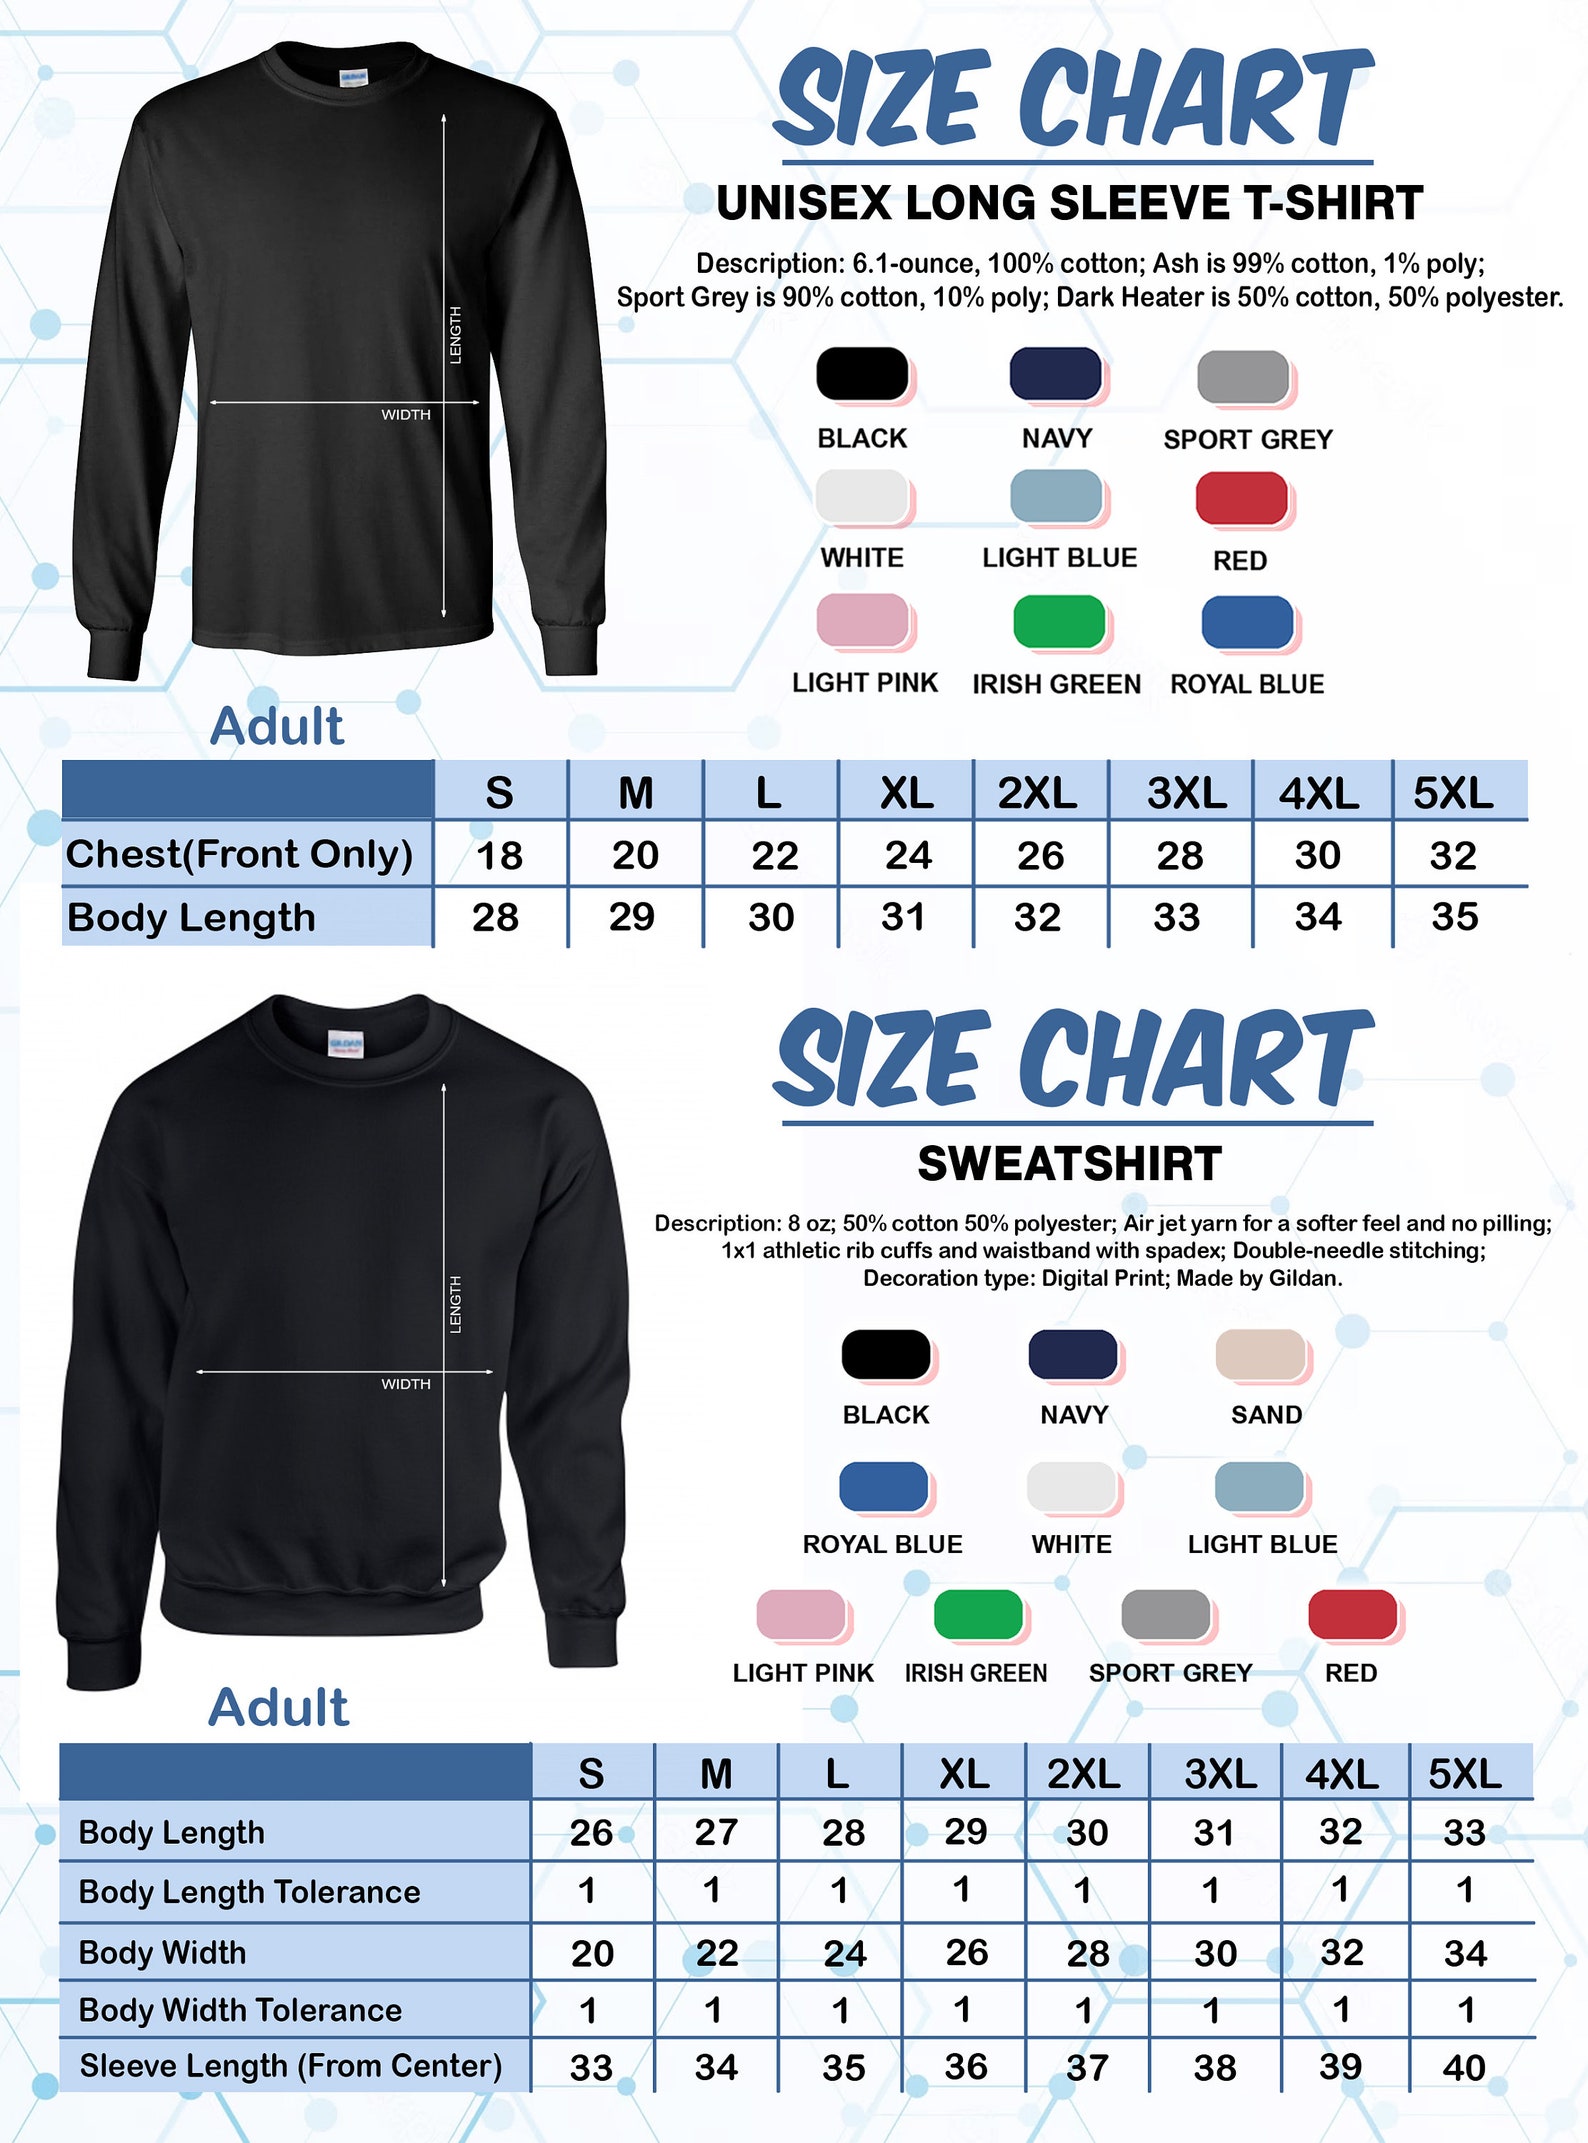 GILDAN
SIZE CHART
UNISEX LONG SLEEVE T-SHIRT
Description: 6.1-ounce, 100% cotton; Ash is 99% cotton, 1% poly;
Sport Grey is 90% cotton, 10% poly; Dark Heater is 50% cotton, 50% polyester.
LENGTH
WIDTH
BLACK NAVY SPORT GREY
WHITE LIGHT BLUE RED
LIGHT PINK IRISH GREEN ROYAL BLUE
Adult
S M L XL 2XL 3XL 4XL 5XL
Chest(Front Only) 18 20 22 24 26 28 30 32
Body Length 28 29 30 31 32 33 34 35
GILDAN
SIZE CHART
SWEATSHIRT
Description: 8 oz; 50% cotton 50% polyester; Air jet yarn for a softer feel and no pilling;
1x1 athletic rib cuffs and waistband with spadex; Double-needle stitching;
Decoration type: Digital Print; Made by Gildan.
LENGTH
WIDTH
BLACK NAVY SAND
ROYAL BLUE WHITE LIGHT BLUE
LIGHT PINK IRISH GREEN SPORT GREY RED
Adult
S M L XL 2XL 3XL 4XL 5XL
Body Length 26 27 28 29 30 31 32 33
Body Length Tolerance 1 1 1 1 1 1 1 1
Body Width 20 22 24 26 28 30 32 34
Body Width Tolerance 1 1 1 1 1 1 1 1
Sleeve Length (From Center) 33 34 35 36 37 38 39 40